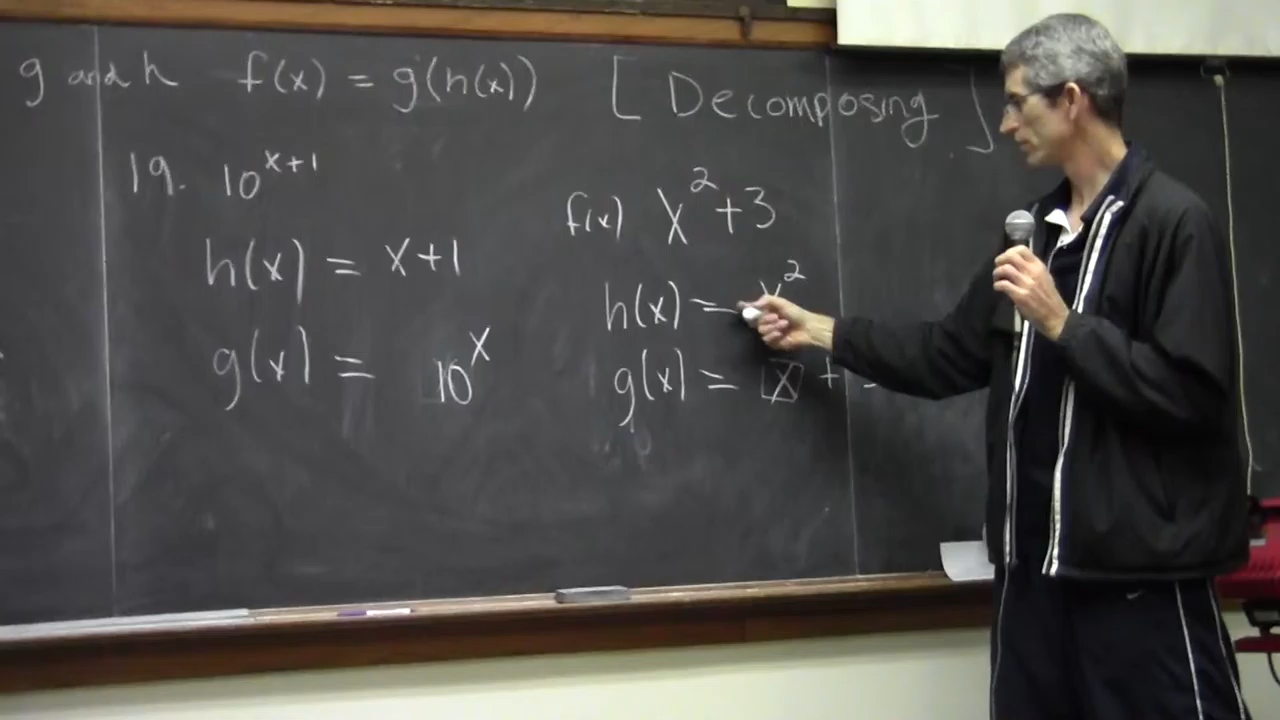 g and h f(x) = g(h(x)) [ Decomposing ]
19. 10^{x+1}
h(x) = x+1
g(x) = 10^x
f(x) x^2+3
h(x) = x^2
g(x) = x +